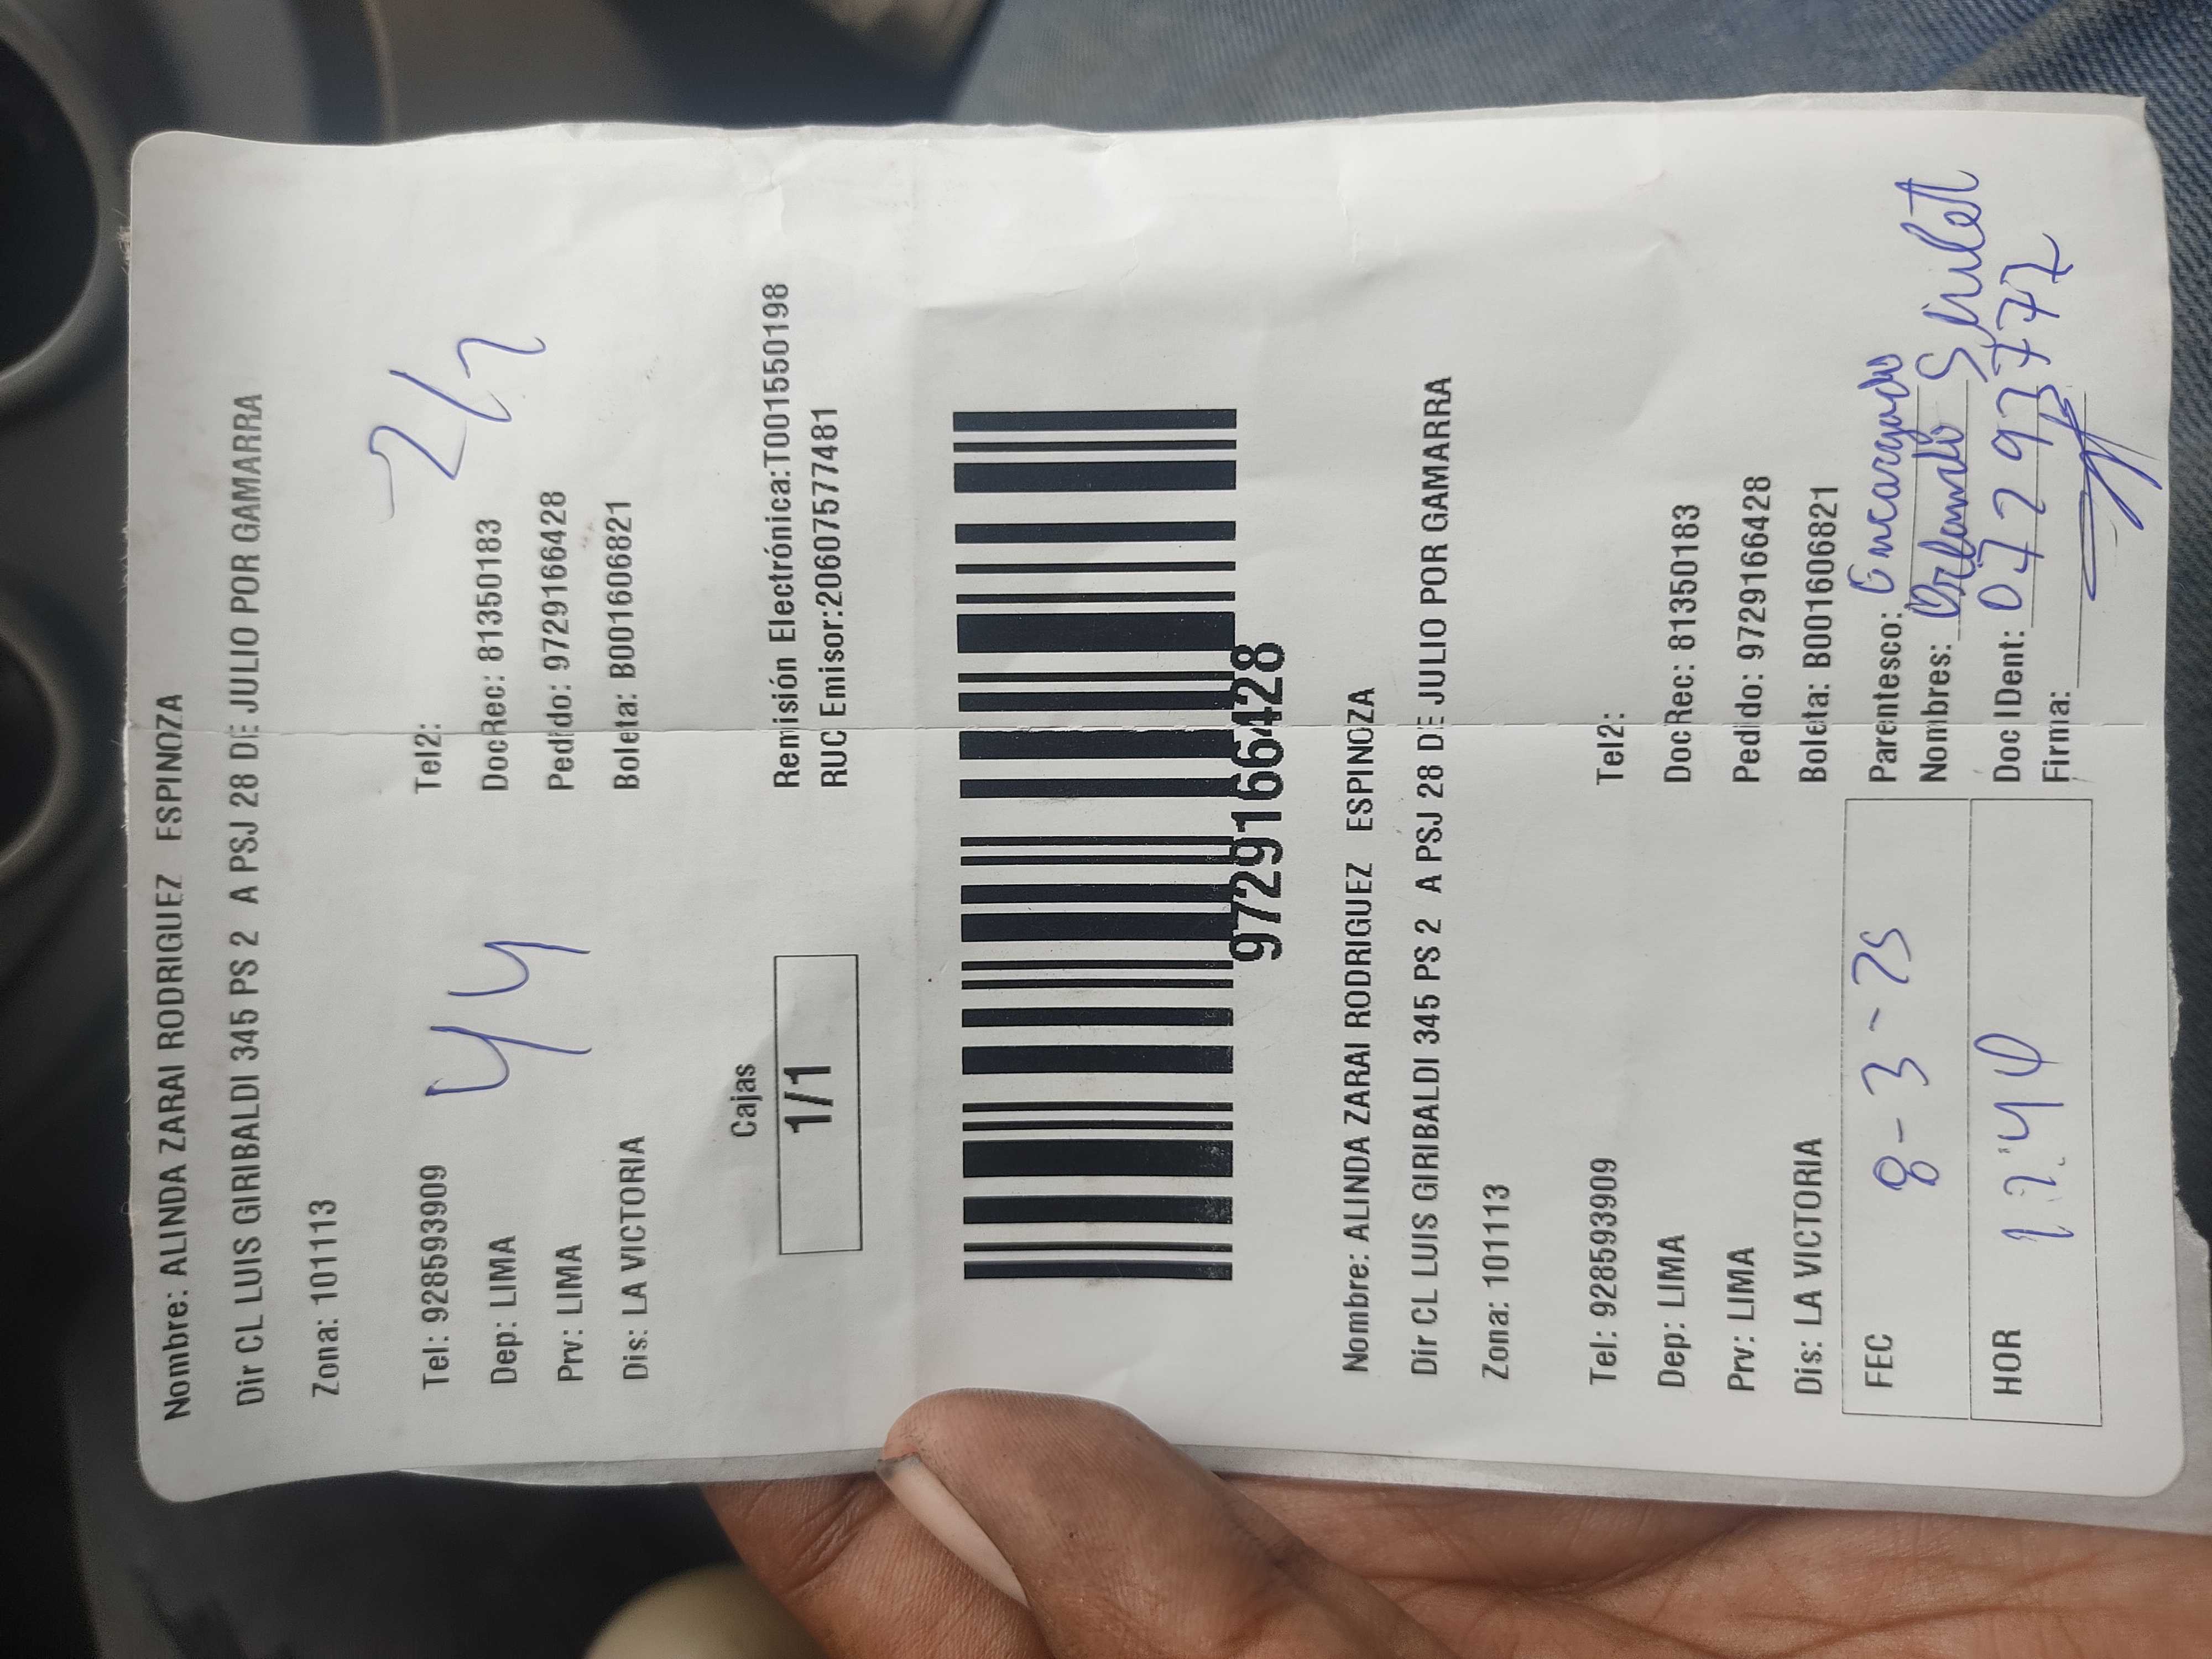 Nombre: ALINDA ZARAI RODRIGUEZ ESPINOZA
Dir CL LUIS GIRIBALDI 345 PS 2 A PSJ 28 DE JULIO POR GAMARRA
Zona: 101113
2/2
44
Tel: 928593909 Tel2:
Dep: LIMA DocRec: 81350183
Prv: LIMA Pedido: 9729166428
Dis: LA VICTORIA Boleta: B001606821
Cajas
1/1
Remisión Electrónica:T001550198
RUC Emisor:20607577481
9729166428
Nombre: ALINDA ZARAI RODRIGUEZ ESPINOZA
Dir CL LUIS GIRIBALDI 345 PS 2 A PSJ 28 DE JULIO POR GAMARRA
Zona: 101113
Tel: 928593909 Tel2:
Dep: LIMA DocRec: 81350183
Prv: LIMA Pedido: 9729166428
Dis: LA VICTORIA Boleta: B001606821
FEC 8-3-25
HOR 12:40
Parentesco: Encargado
Nombres: Orlando
Doc IDent: 07297772
Firma: